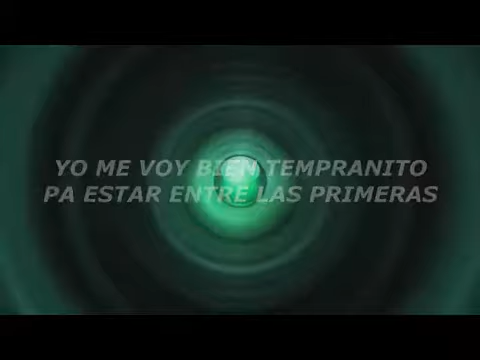 YO ME VOY BIEN TEMPRANITO
PA ESTAR ENTRE LAS PRIMERAS